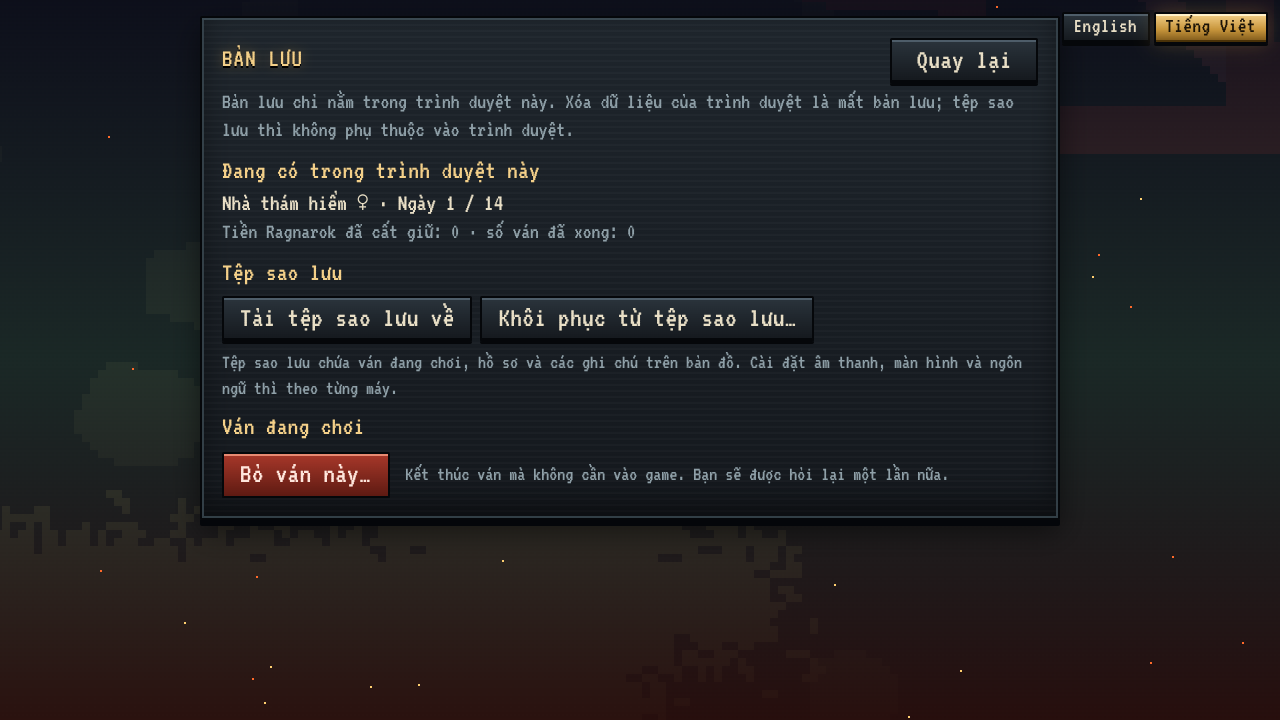 English
Tiếng Việt
BẢN LƯU
Quay lại
Bản lưu chỉ nằm trong trình duyệt này. Xóa dữ liệu của trình duyệt là mất bản lưu; tệp sao
lưu thì không phụ thuộc vào trình duyệt.
Đang có trong trình duyệt này
Nhà thám hiểm ♀ · Ngày 1 / 14
Tiền Ragnarok đã cất giữ: 0 · số ván đã xong: 0
Tệp sao lưu
Tải tệp sao lưu về
Khôi phục từ tệp sao lưu…
Tệp sao lưu chứa ván đang chơi, hồ sơ và các ghi chú trên bản đồ. Cài đặt âm thanh, màn hình và ngôn
ngữ thì theo từng máy.
Ván đang chơi
Bỏ ván này…
Kết thúc ván mà không cần vào game. Bạn sẽ được hỏi lại một lần nữa.